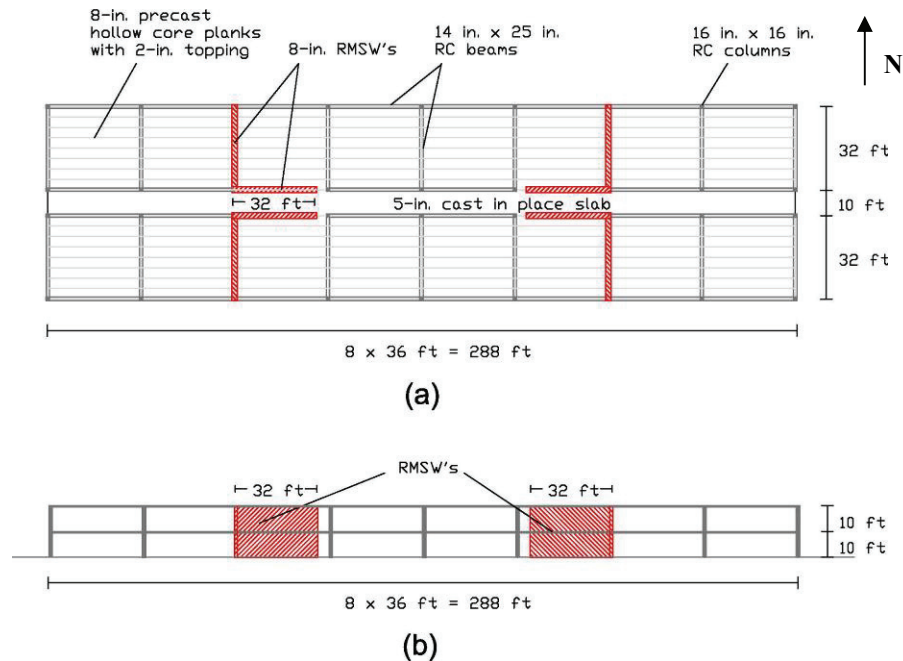 8-in. precast
hollow core planks
with 2-in. topping
8-in. RMSW's
14 in. x 25 in.
RC beams
16 in. x 16 in.
RC columns
N
32 ft
32 ft
5-in. cast in place slab
10 ft
32 ft
8 x 36 ft = 288 ft
(a)
RMSW's
32 ft
32 ft
10 ft
10 ft
8 x 36 ft = 288 ft
(b)